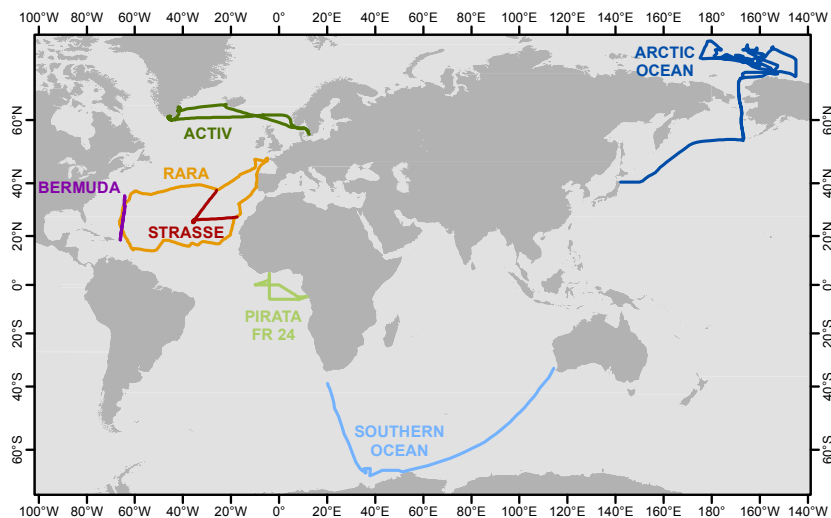 100°W 80°W 60°W 40°W 20°W 0° 20°E 40°E 60°E 80°E 100°E 120°E 140°E 160°E 180°W 160°W 140°W
ARCTIC
OCEAN
60°N 60°N
ACTIV
RARA
BERMUDA
40°N 40°N
STRASSE
20°N 20°N
0° 0°
PIRATA
FR 24
20°S 20°S
40°S 40°S
SOUTHERN
OCEAN
60°S 60°S
100°W 80°W 60°W 40°W 20°W 0° 20°E 40°E 60°E 80°E 100°E 120°E 140°E 160°E 180°W 160°W 140°W